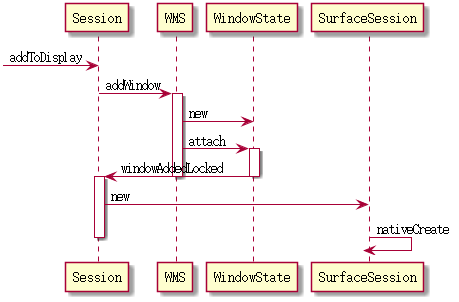 Session WMS WindowState SurfaceSession
addToDisplay
addWindow
new
attach
windowAddedLocked
new
nativeCreate
Session WMS WindowState SurfaceSession